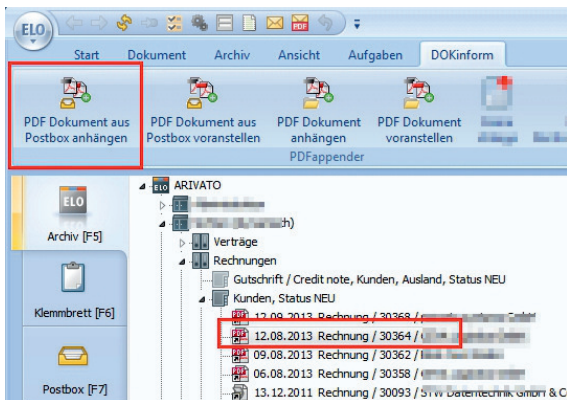 ELO
Start Dokument Archiv Ansicht Aufgaben DOKinform
PDF Dokument aus Postbox anhängen
PDF Dokument aus Postbox voranstellen
PDF Dokument anhängen
PDF Dokument voranstellen
PDFappender
ELO
Archiv [F5]
Klemmbrett [F6]
Postbox [F7]
ELO ARIVATO
Verträge
Rechnungen
Gutschrift / Credit note, Kunden, Ausland, Status NEU
Kunden, Status NEU
12.09.2013 Rechnung / 30368 /
12.08.2013 Rechnung / 30364 /
09.08.2013 Rechnung / 30362 /
06.08.2013 Rechnung / 30358 /
13.12.2011 Rechnung / 30093 / STW Datentechnik GmbH & C